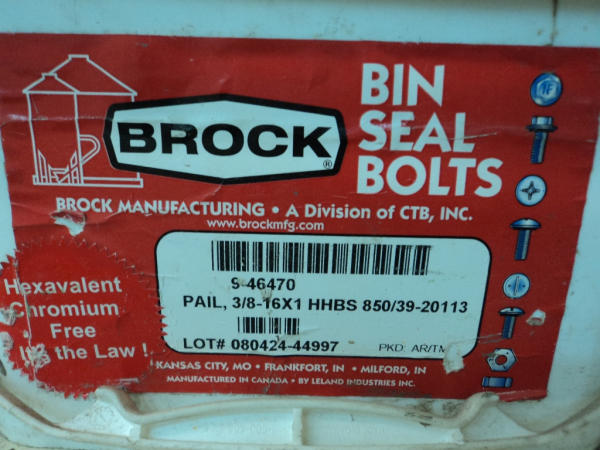 BROCK®
BIN
SEAL
BOLTS
BROCK MANUFACTURING • A Division of CTB, INC.
www.brockmfg.com
Hexavalent
Chromium
Free
It's the Law !
9-46470
PAIL, 3/8-16X1 HHBS 850/39-20113
LOT# 080424-44997 PKD: AR/TM
KANSAS CITY, MO • FRANKFORT, IN • MILFORD, IN
MANUFACTURED IN CANADA • BY LELAND INDUSTRIES INC.